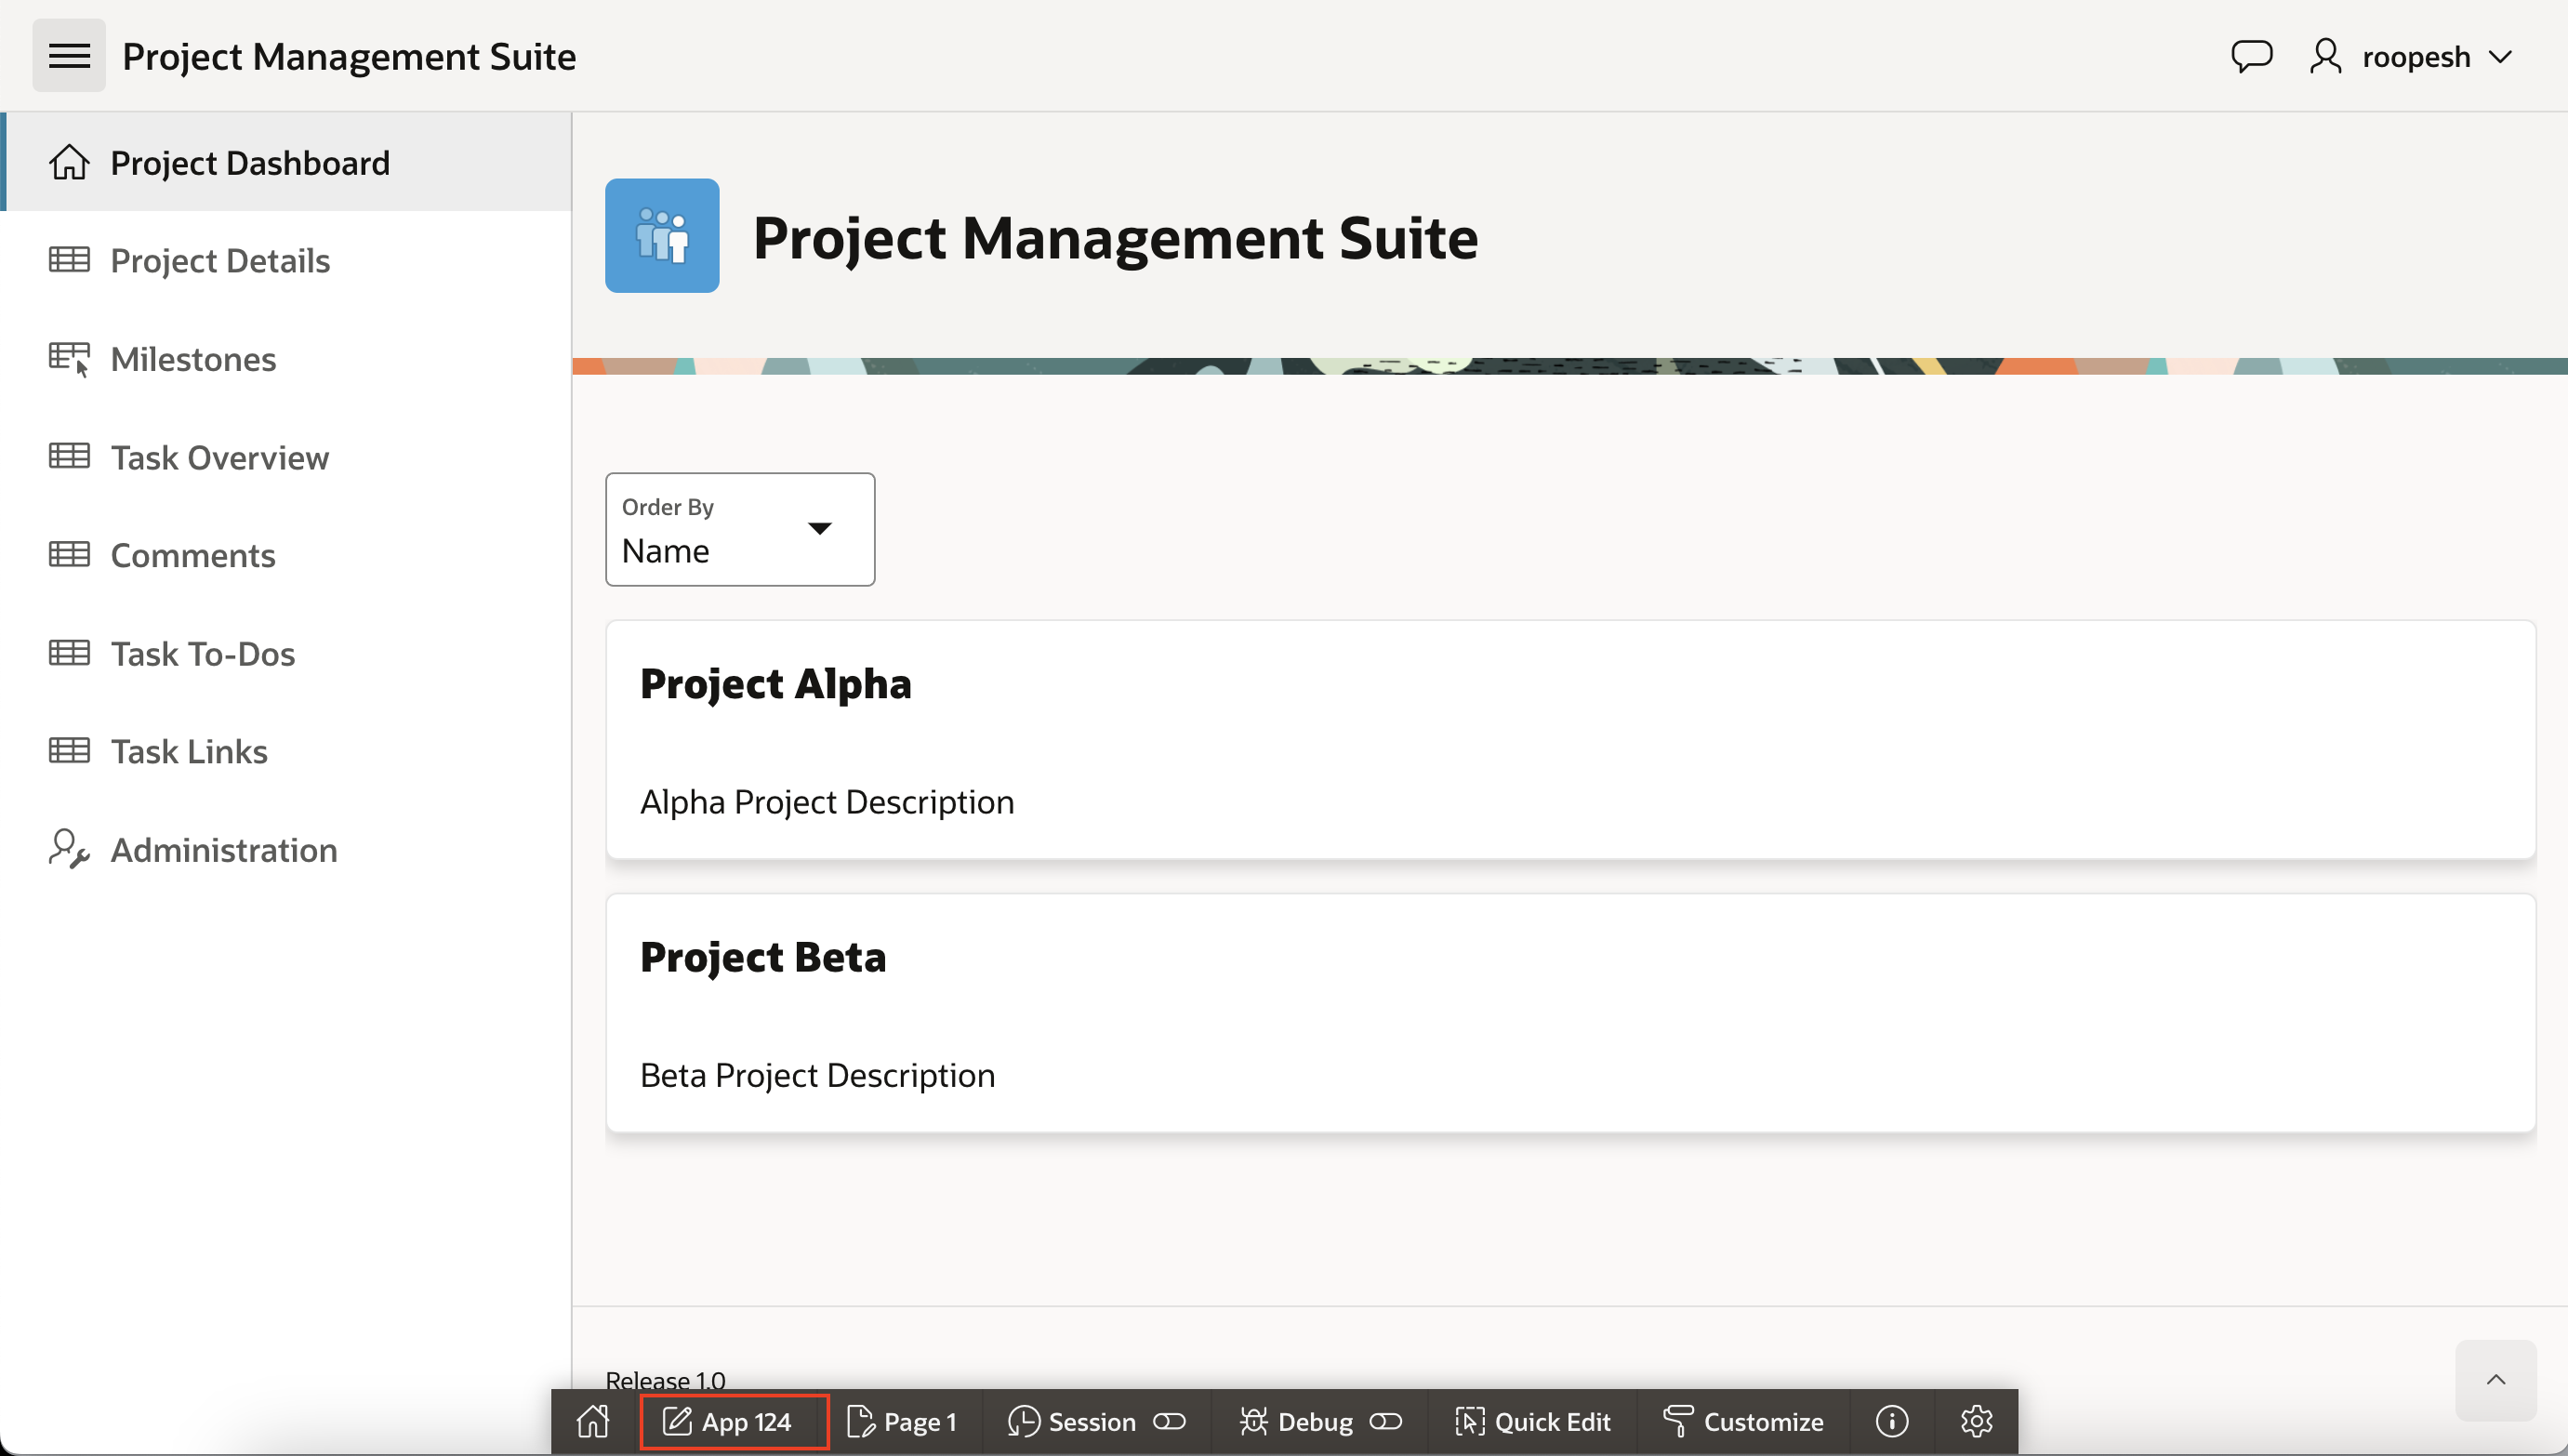 Project Management Suite
roopesh
Project Dashboard
Project Details
Milestones
Task Overview
Comments
Task To-Dos
Task Links
Administration
Project Management Suite
Order By
Name
Project Alpha
Alpha Project Description
Project Beta
Beta Project Description
Release 1.0
App 124 Page 1 Session Debug Quick Edit Customize